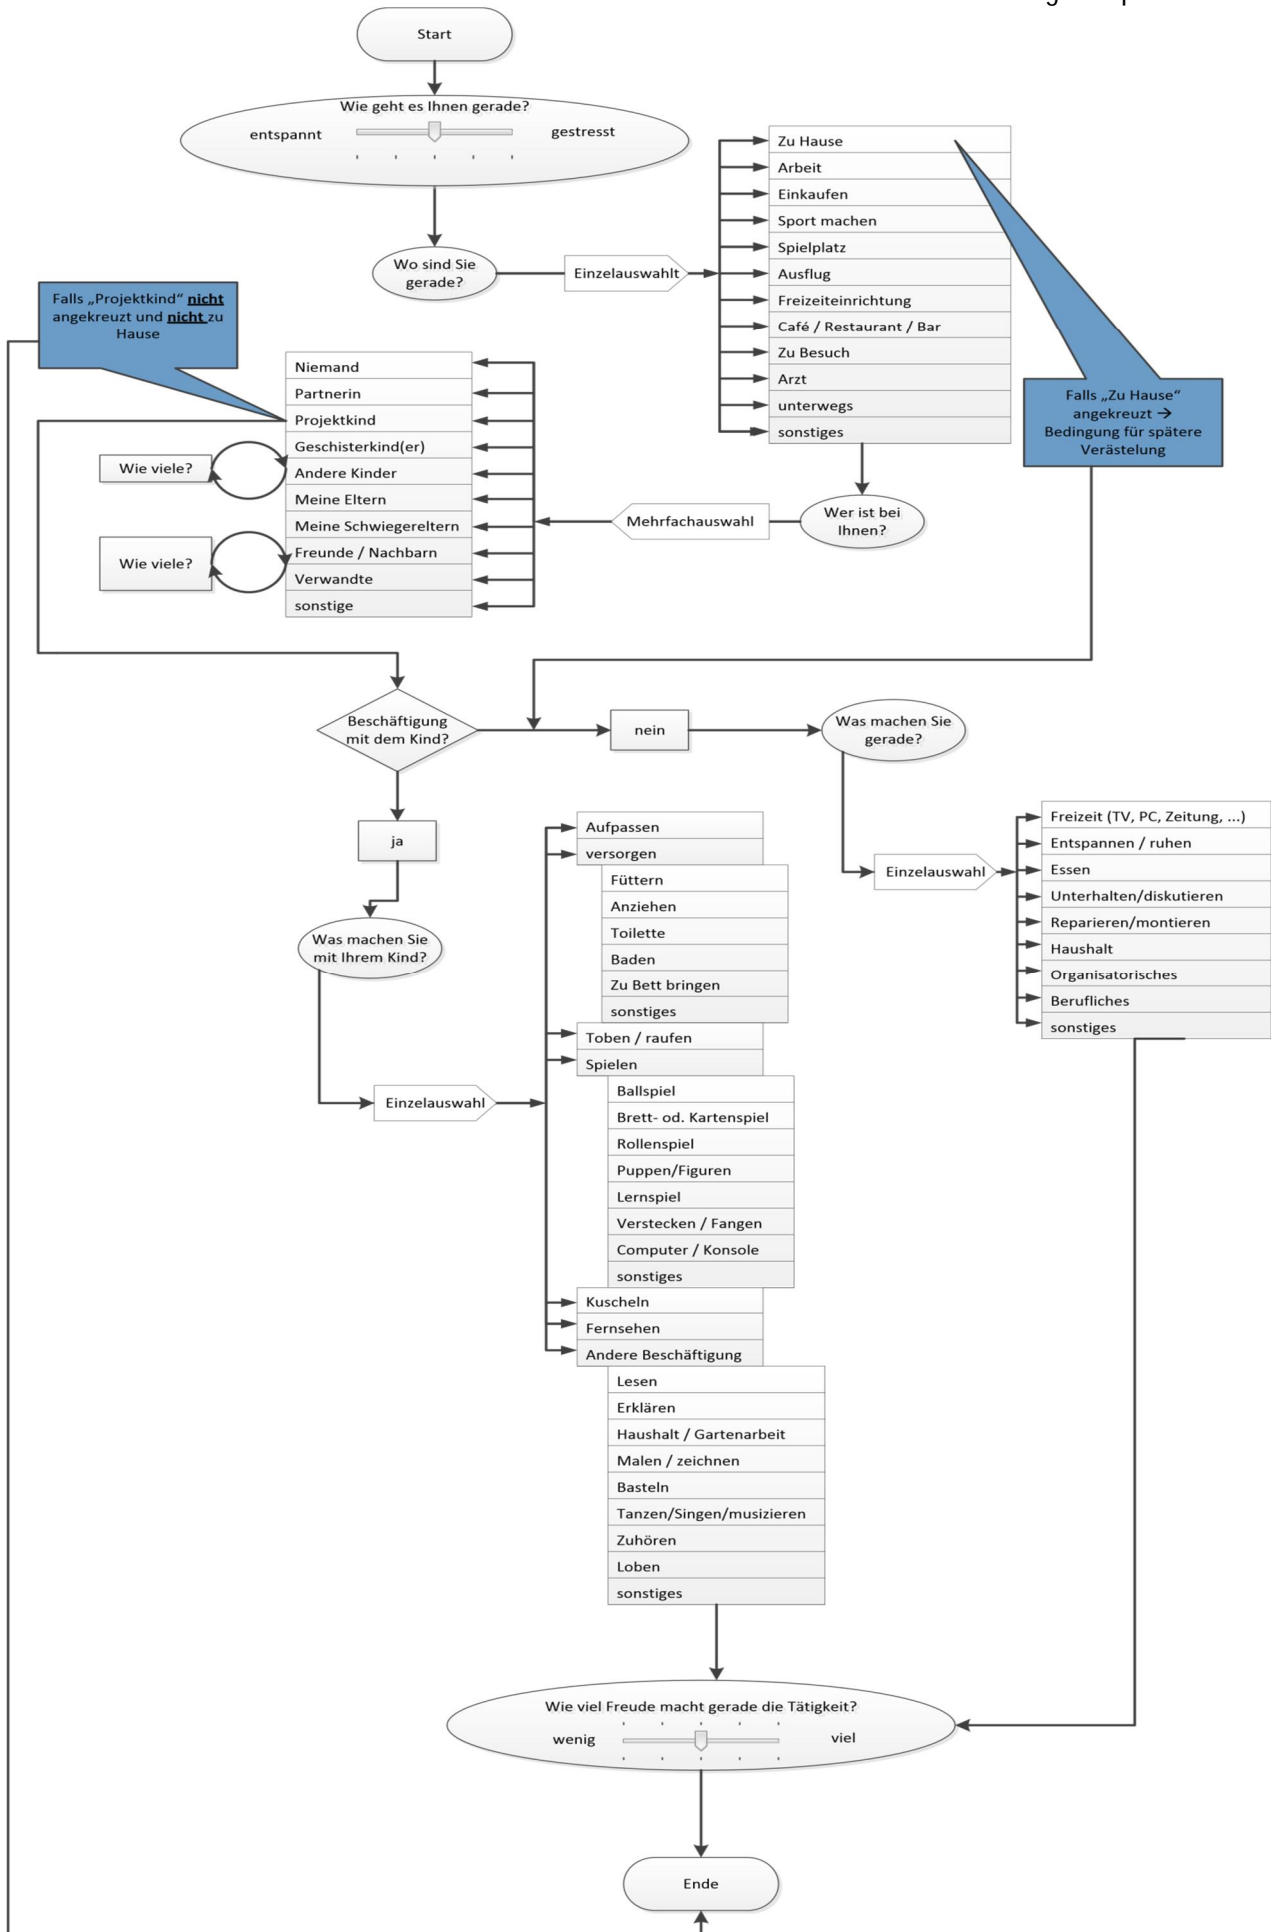 Start
Wie geht es Ihnen gerade?
entspannt
gestresst
Wo sind Sie
gerade?
Einzelauswahlt
Zu Hause
Arbeit
Einkaufen
Sport machen
Spielplatz
Ausflug
Freizeiteinrichtung
Café / Restaurant / Bar
Zu Besuch
Arzt
unterwegs
sonstiges
Falls „Zu Hause“
angekreuzt →
Bedingung für spätere
Verästelung
Wer ist bei
Ihnen?
Mehrfachauswahl
Falls „Projektkind“ nicht
angekreuzt und nicht zu
Hause
Niemand
Partnerin
Projektkind
Geschisterkind(er)
Andere Kinder
Meine Eltern
Meine Schwiegereltern
Freunde / Nachbarn
Verwandte
sonstige
Wie viele?
Wie viele?
Beschäftigung
mit dem Kind?
nein
Was machen Sie
gerade?
Einzelauswahl
Freizeit (TV, PC, Zeitung, ...)
Entspannen / ruhen
Essen
Unterhalten/diskutieren
Reparieren/montieren
Haushalt
Organisatorisches
Berufliches
sonstiges
ja
Was machen Sie
mit Ihrem Kind?
Einzelauswahl
Aufpassen
versorgen
Füttern
Anziehen
Toilette
Baden
Zu Bett bringen
sonstiges
Toben / raufen
Spielen
Ballspiel
Brett- od. Kartenspiel
Rollenspiel
Puppen/Figuren
Lernspiel
Verstecken / Fangen
Computer / Konsole
sonstiges
Kuscheln
Fernsehen
Andere Beschäftigung
Lesen
Erklären
Haushalt / Gartenarbeit
Malen / zeichnen
Basteln
Tanzen/Singen/musizieren
Zuhören
Loben
sonstiges
Wie viel Freude macht gerade die Tätigkeit?
wenig
viel
Ende